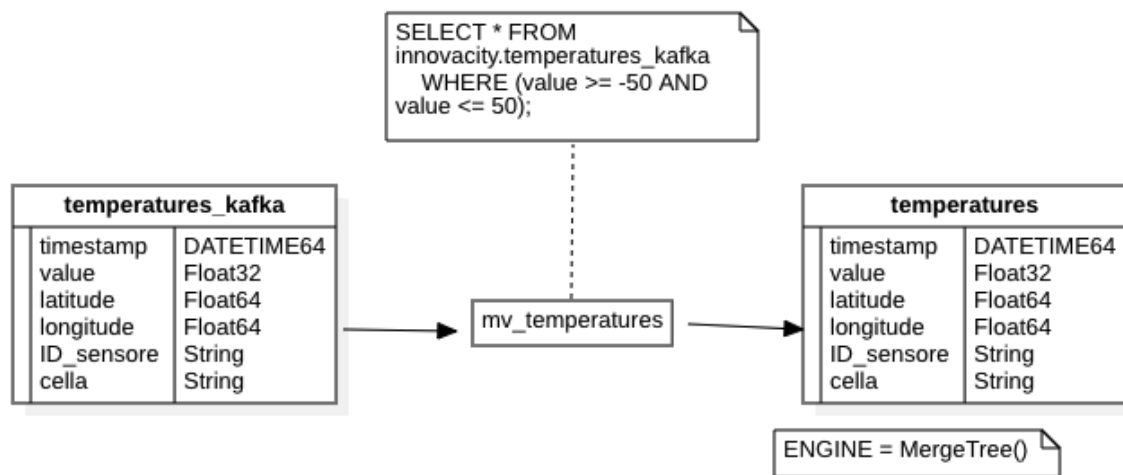 SELECT * FROM
innovacity.temperatures_kafka
WHERE (value >= -50 AND
value <= 50);
temperatures_kafka
timestamp DATETIME64
value Float32
latitude Float64
longitude Float64
ID_sensore String
cella String
mv_temperatures
temperatures
timestamp DATETIME64
value Float32
latitude Float64
longitude Float64
ID_sensore String
cella String
ENGINE = MergeTree()